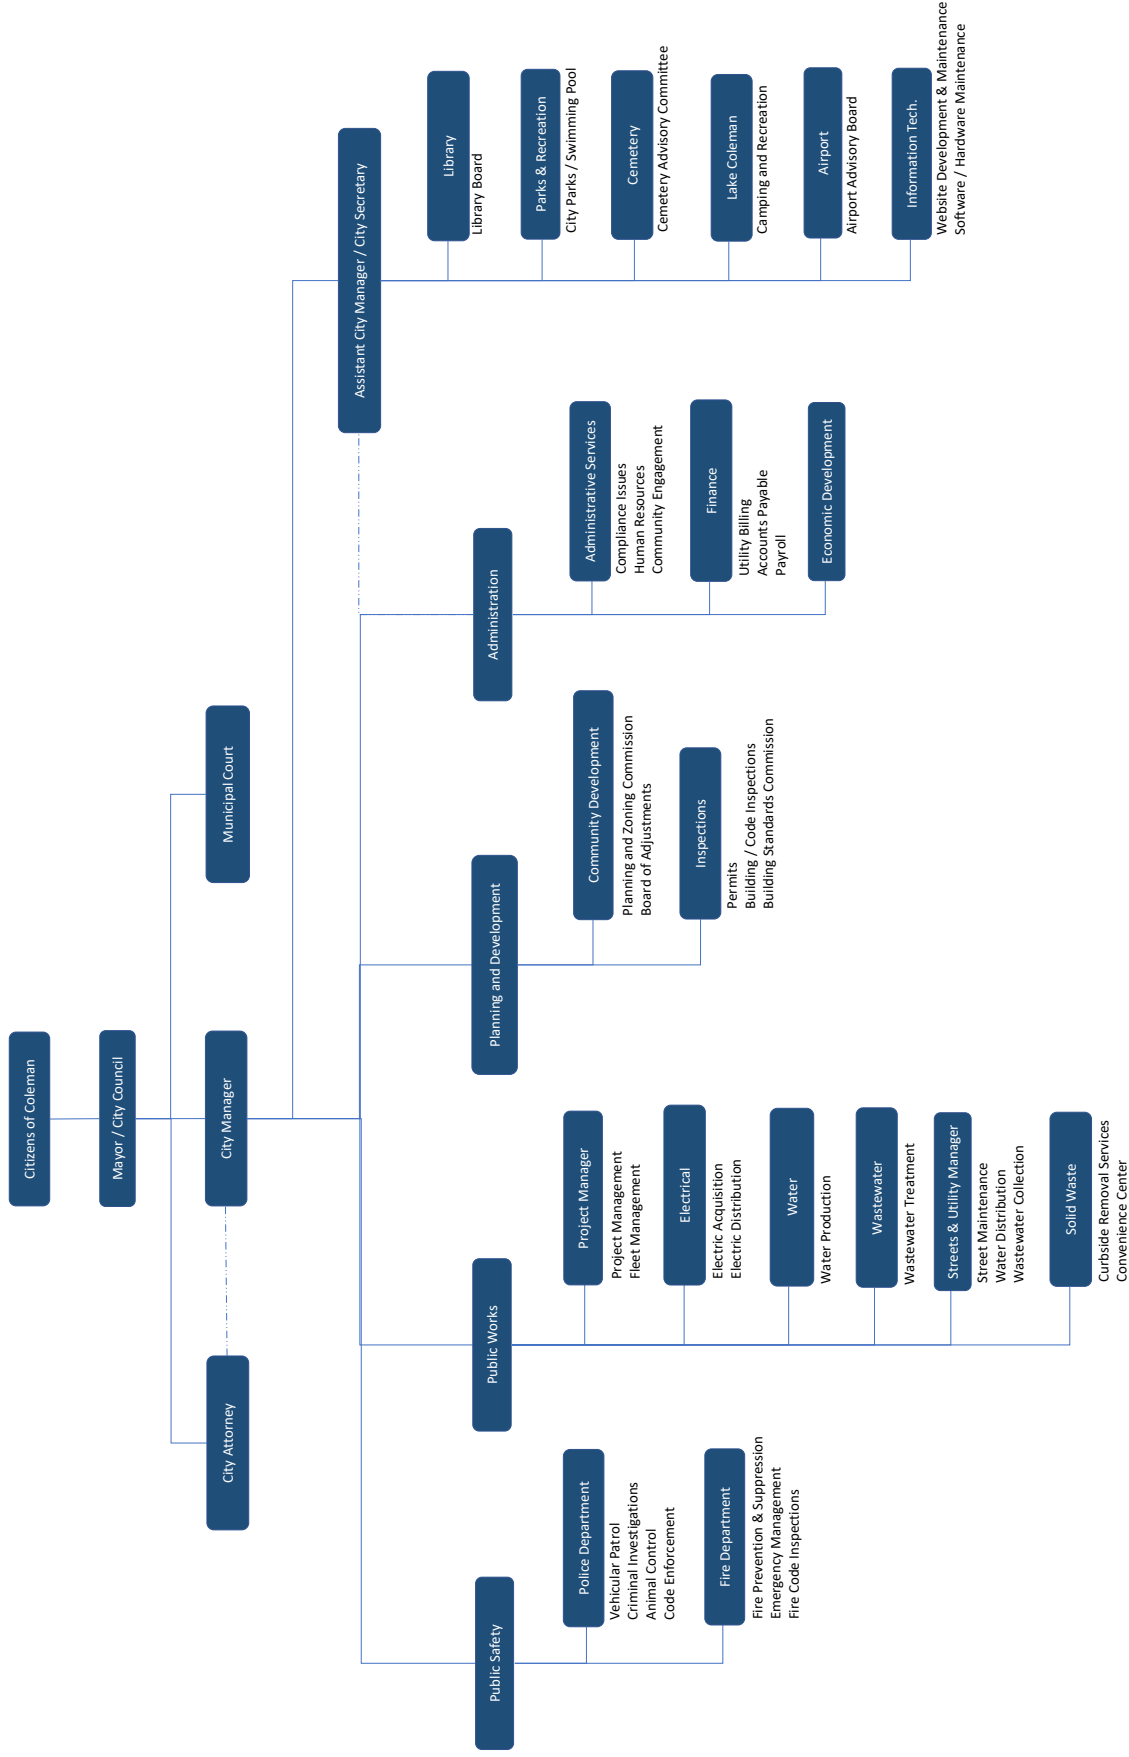 Citizens of Coleman
Mayor / City Council
City Attorney
City Manager
Municipal Court
Assistant City Manager / City Secretary
Public Safety
Police Department
Vehicular Patrol
Criminal Investigations
Animal Control
Code Enforcement
Fire Department
Fire Prevention & Suppression
Emergency Management
Fire Code Inspections
Public Works
Project Manager
Project Management
Fleet Management
Electrical
Electric Acquisition
Electric Distribution
Water
Water Production
Wastewater
Wastewater Treatment
Streets & Utility Manager
Street Maintenance
Water Distribution
Wastewater Collection
Solid Waste
Curbside Removal Services
Convenience Center
Planning and Development
Community Development
Planning and Zoning Commission
Board of Adjustments
Inspections
Permits
Building / Code Inspections
Building Standards Commission
Administration
Administrative Services
Compliance Issues
Human Resources
Community Engagement
Finance
Utility Billing
Accounts Payable
Payroll
Economic Development
Library
Library Board
Parks & Recreation
City Parks / Swimming Pool
Cemetery
Cemetery Advisory Committee
Lake Coleman
Camping and Recreation
Airport
Airport Advisory Board
Information Tech.
Website Development & Maintenance
Software / Hardware Maintenance